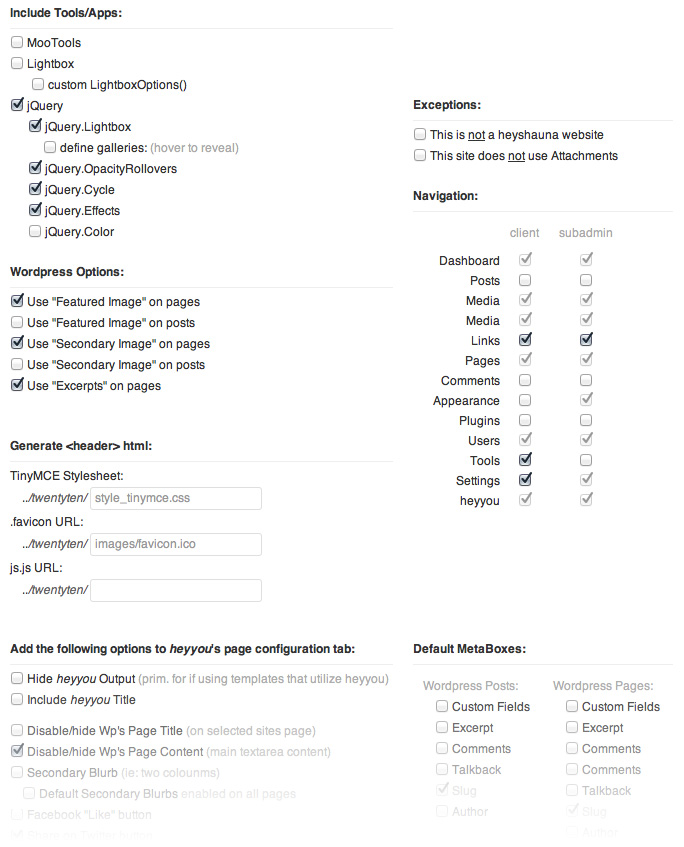 Include Tools/Apps:
MooTools
Lightbox
custom LightboxOptions()
jQuery
jQuery.Lightbox
define galleries: (hover to reveal)
jQuery.OpacityRollovers
jQuery.Cycle
jQuery.Effects
jQuery.Color
Wordpress Options:
Use "Featured Image" on pages
Use "Featured Image" on posts
Use "Secondary Image" on pages
Use "Secondary Image" on posts
Use "Excerpts" on pages
Generate <header> html:
TinyMCE Stylesheet:
../twentyten/ style_tinymce.css
.favicon URL:
../twentyten/ images/favicon.ico
js.js URL:
../twentyten/
Exceptions:
This is not a heyshauna website
This site does not use Attachments
Navigation:
client subadmin
Dashboard
Posts
Media
Media
Links
Pages
Comments
Appearance
Plugins
Users
Tools
Settings
heyyou
Add the following options to heyyou's page configuration tab:
Hide heyyou Output (prim. for if using templates that utilize heyyou)
Include heyyou Title
Disable/hide Wp's Page Title (on selected sites page)
Disable/hide Wp's Page Content (main textarea content)
Secondary Blurb (ie: two colounms)
Default Secondary Blurbs enabled on all pages
Facebook "Like" button
Default MetaBoxes:
Wordpress Posts:
Custom Fields
Excerpt
Comments
Talkback
Slug
Author
Wordpress Pages:
Custom Fields
Excerpt
Comments
Comments
Talkback
Slug
Author